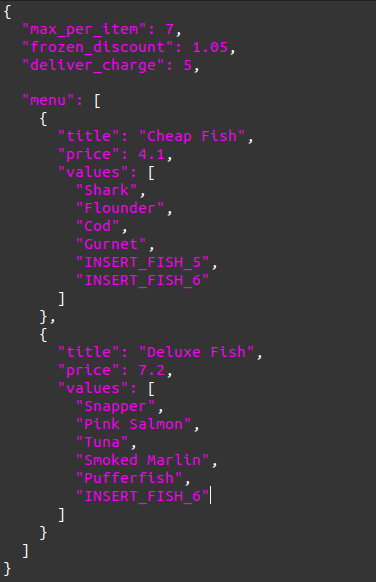 {
  "max_per_item": 7,
  "frozen_discount": 1.05,
  "deliver_charge": 5,

  "menu": [
    {
      "title": "Cheap Fish",
      "price": 4.1,
      "values": [
        "Shark",
        "Flounder",
        "Cod",
        "Gurnet",
        "INSERT_FISH_5",
        "INSERT_FISH_6"
      ]
    },
    {
      "title": "Deluxe Fish",
      "price": 7.2,
      "values": [
        "Snapper",
        "Pink Salmon",
        "Tuna",
        "Smoked Marlin",
        "Pufferfish",
        "INSERT_FISH_6"
      ]
    }
  ]
}